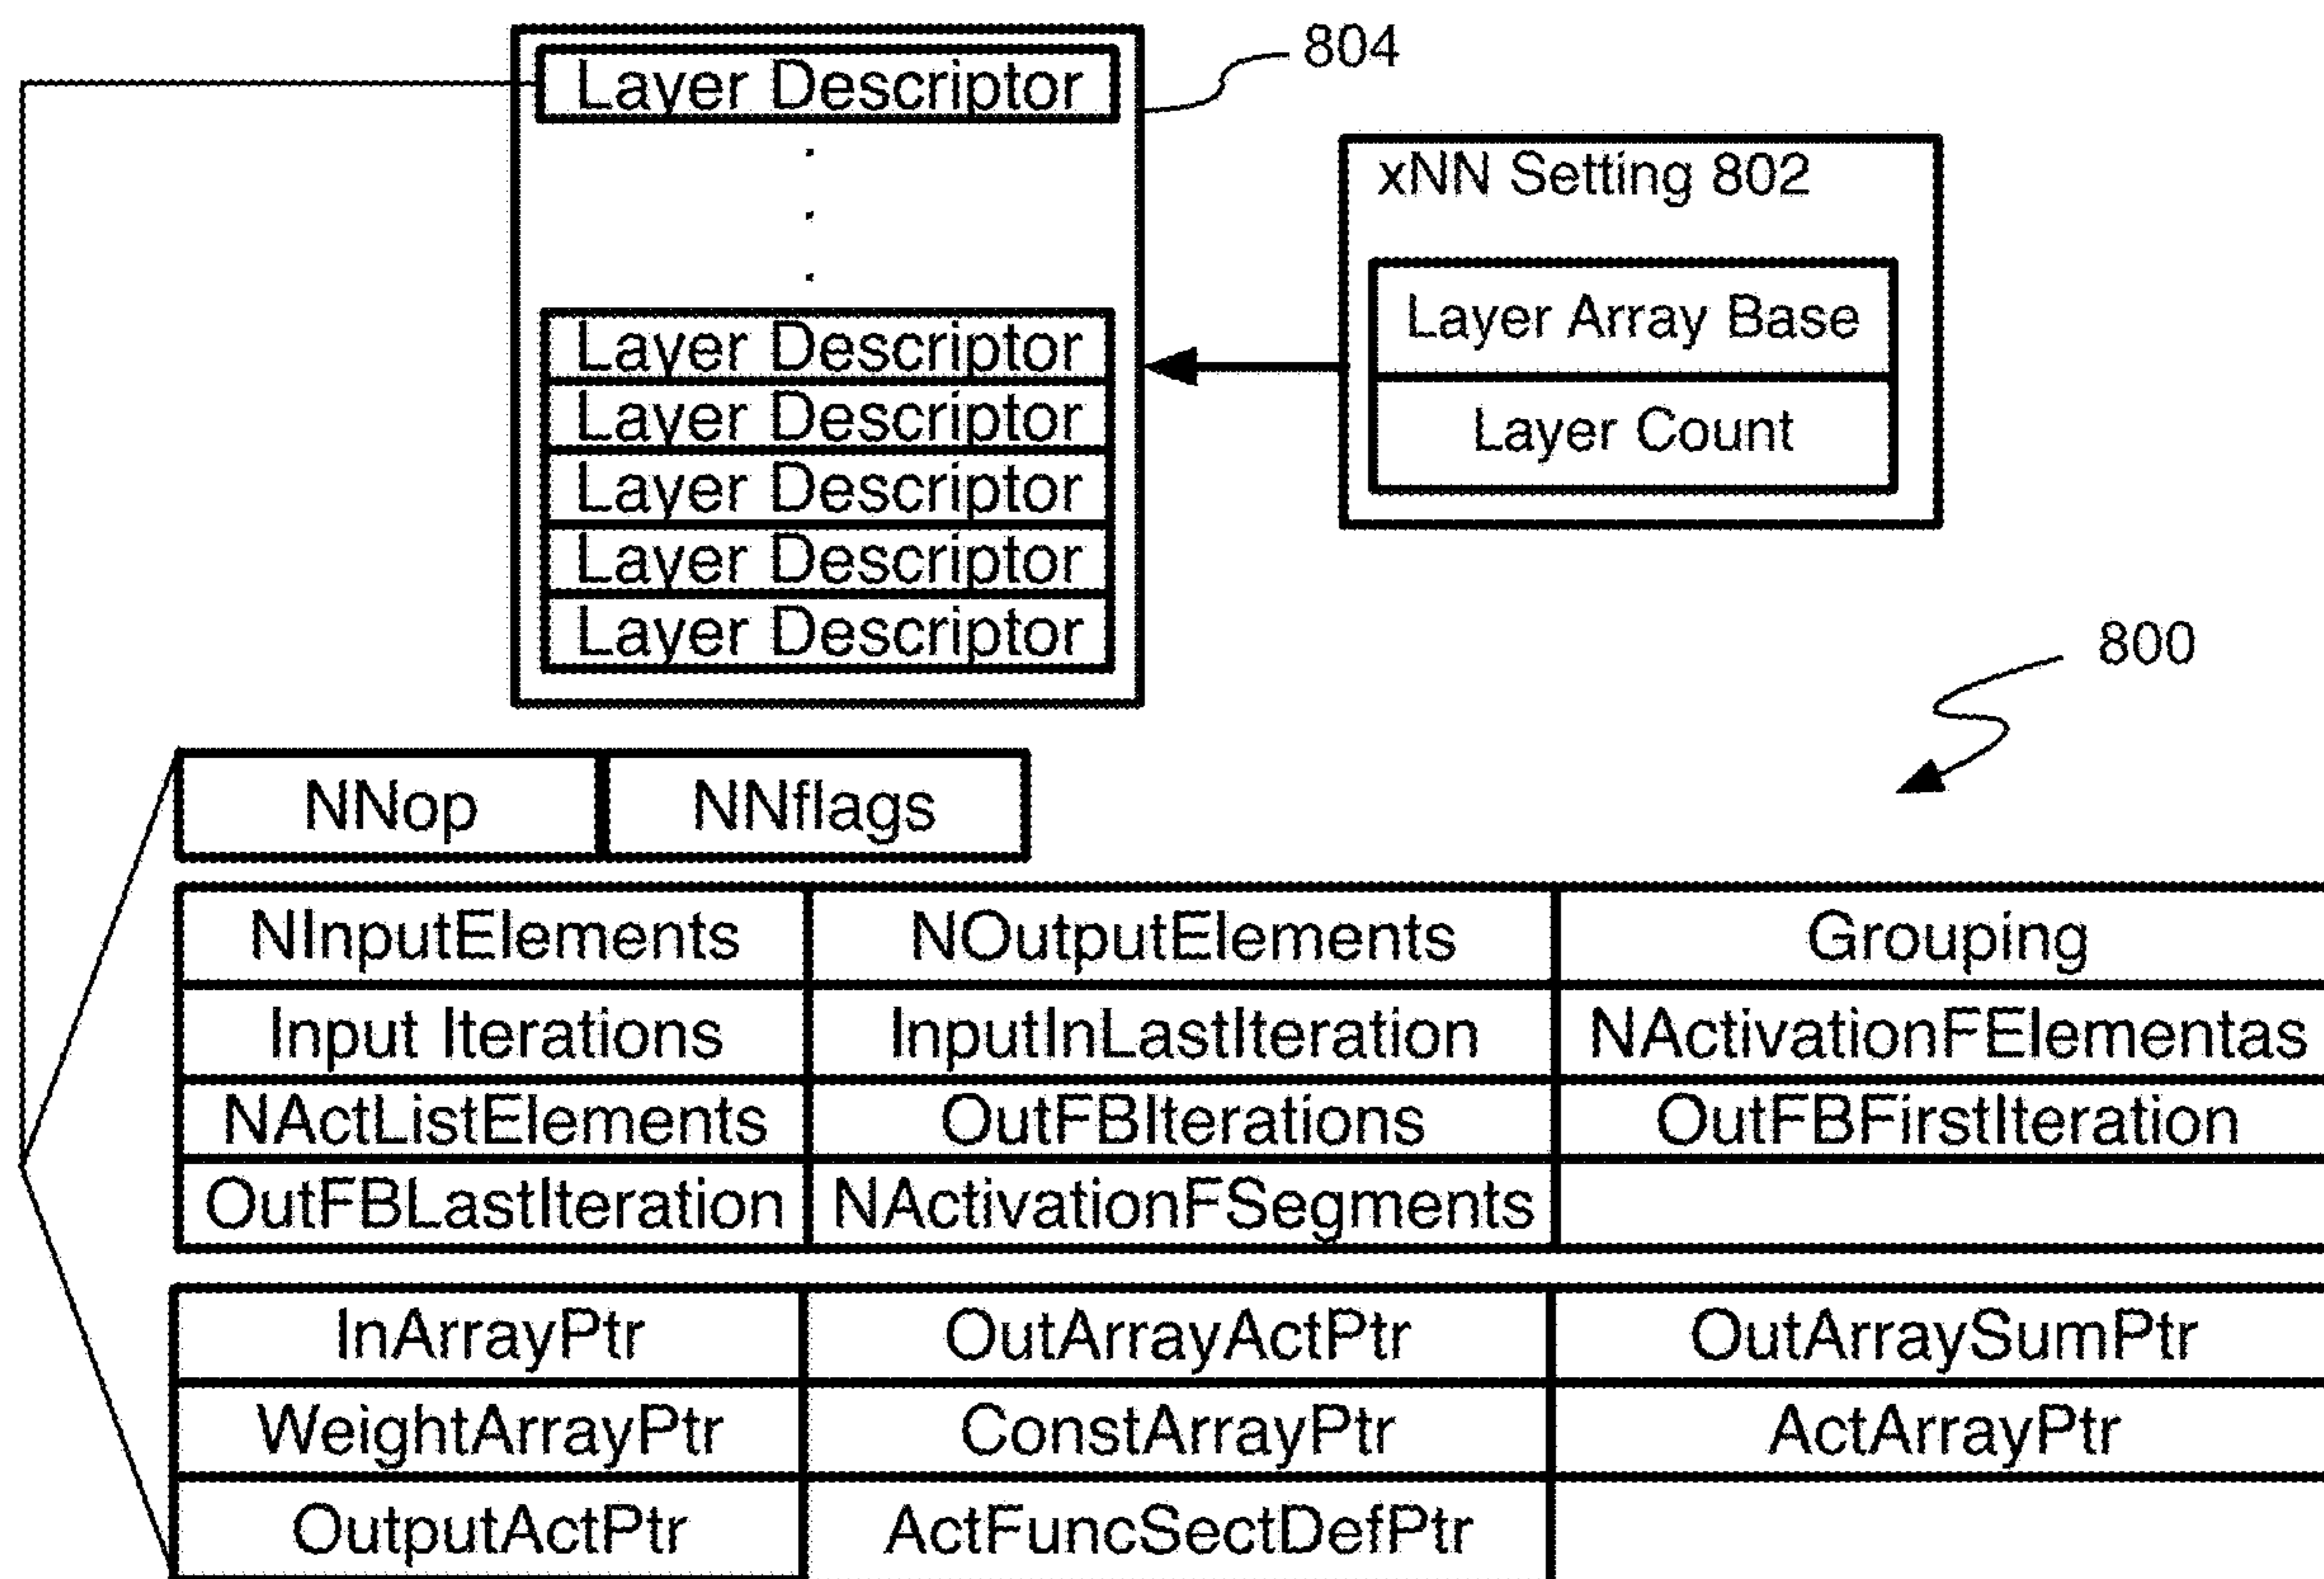 Layer Descriptor
804
xNN Setting 802
Layer Array Base
Layer Count
Layer Descriptor
Layer Descriptor
Layer Descriptor
Layer Descriptor
Layer Descriptor
800
NNop NNflags
NInputElements NOutputElements Grouping
Input Iterations InputInLastIteration NActivationFElementas
NActListElements OutFBIterations OutFBFirstIteration
OutFBLastIteration NActivationFSegments
InArrayPtr OutArrayActPtr OutArraySumPtr
WeightArrayPtr ConstArrayPtr ActArrayPtr
OutputActPtr ActFuncSectDefPtr